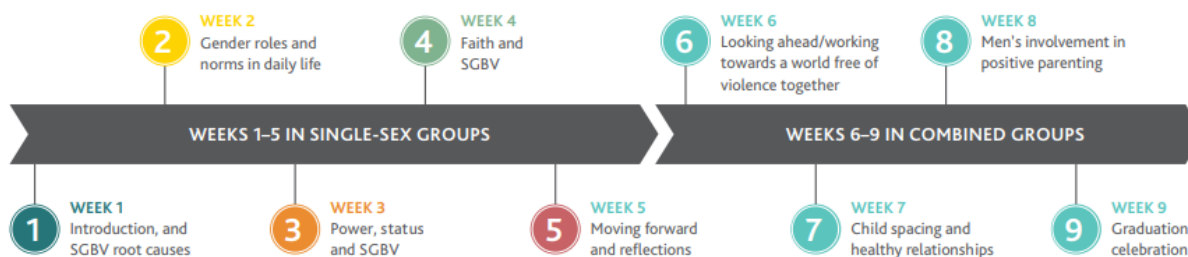 2
WEEK 2
Gender roles and
norms in daily life
4
WEEK 4
Faith and
SGBV
6
WEEK 6
Looking ahead/working
towards a world free of
violence together
8
WEEK 8
Men's involvement in
positive parenting
WEEKS 1–5 IN SINGLE-SEX GROUPS
WEEKS 6–9 IN COMBINED GROUPS
1
WEEK 1
Introduction, and
SGBV root causes
3
WEEK 3
Power, status
and SGBV
5
WEEK 5
Moving forward
and reflections
7
WEEK 7
Child spacing and
healthy relationships
9
WEEK 9
Graduation
celebration